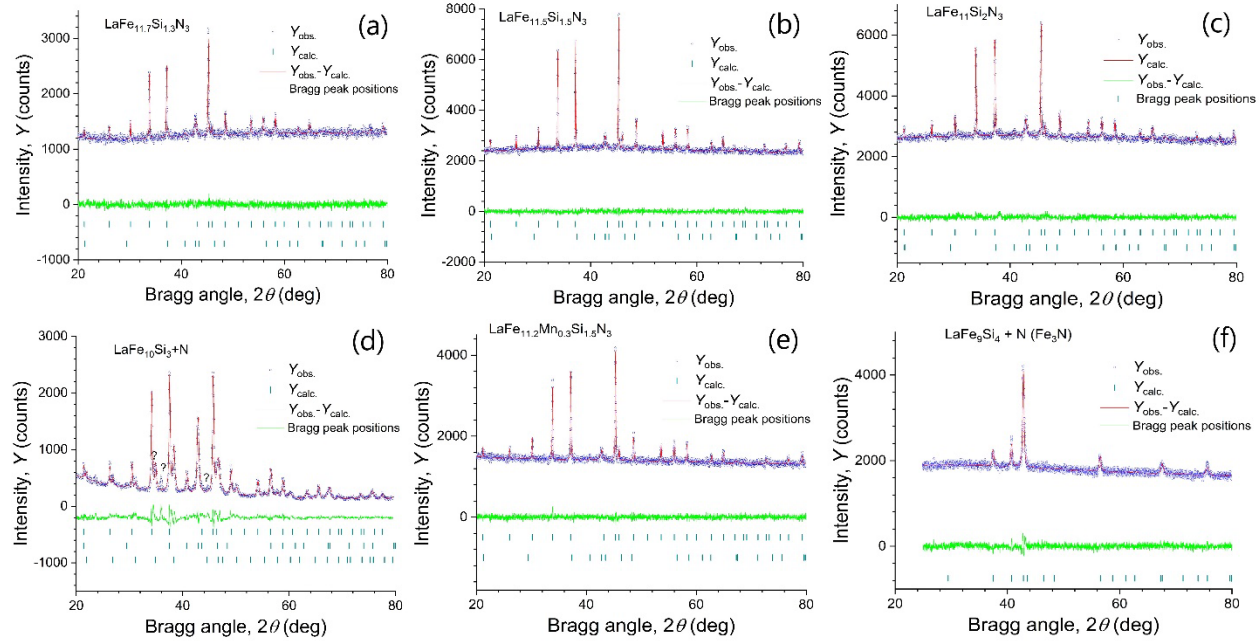 LaFe11.7Si1.3N3
(a)
Yobs.
Ycalc.
Yobs.-Ycalc.
Bragg peak positions
Intensity, Y (counts)
3000
2000
1000
0
-1000
20 40 60 80
Bragg angle, 2θ (deg)
LaFe11.5Si1.5N3
(b)
Yobs.
Ycalc.
Yobs.-Ycalc.
Bragg peak positions
Intensity, Y (counts)
8000
6000
4000
2000
0
-2000
20 30 40 50 60 70 80
Bragg angle, 2θ (deg)
LaFe11Si2N3
(c)
Yobs.
Ycalc.
Yobs.-Ycalc.
Bragg peak positions
Intensity, Y (counts)
6000
4000
2000
0
20 40 60 80
Bragg angle, 2θ (deg)
LaFe10Si3+N
(d)
Yobs.
Ycalc.
Yobs.-Ycalc.
Bragg peak positions
? ? ?
Intensity, Y (counts)
3000
2000
1000
0
-1000
20 40 60 80
Bragg angle, 2θ (deg)
LaFe11.2Mn0.3Si1.5N3
(e)
Yobs.
Ycalc.
Yobs.-Ycalc.
Bragg peak positions
Intensity, Y (counts)
4000
2000
0
20 40 60 80
Bragg angle, 2θ (deg)
LaFe9Si4 + N (Fe3N)
(f)
Yobs.
Ycalc.
Yobs.-Ycalc.
Bragg peak positions
Intensity, Y (counts)
4000
2000
0
20 40 60 80
Bragg angle, 2θ (deg)